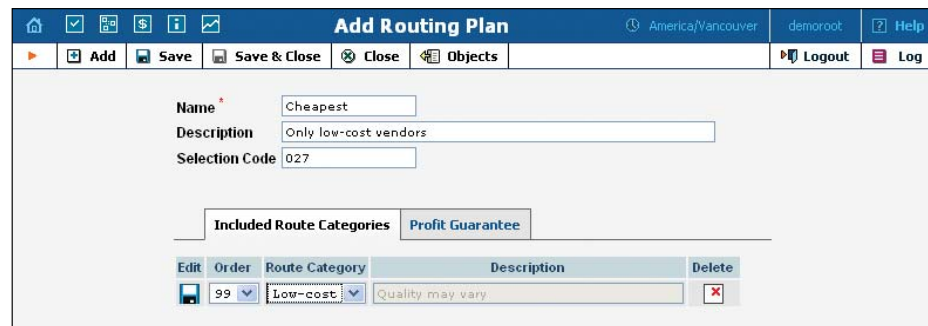 Add Routing Plan America/Vancouver demoroot ? Help
Add Save Save & Close Close Objects Logout Log
Name * Cheapest
Description Only low-cost vendors
Selection Code 027
Included Route Categories Profit Guarantee
Edit Order Route Category Description Delete
99 Low-cost Quality may vary